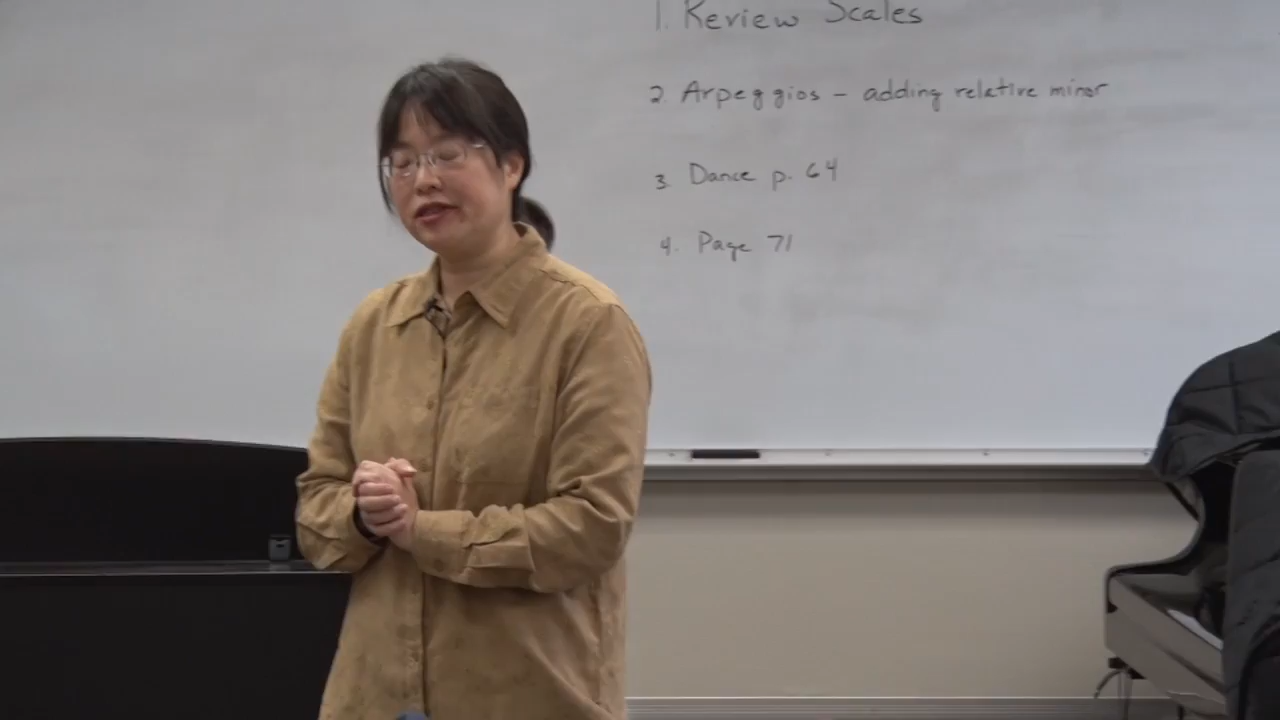 1. Review Scales
2. Arpeggios – adding relative minor
3. Dance p. 64
4. Page 71